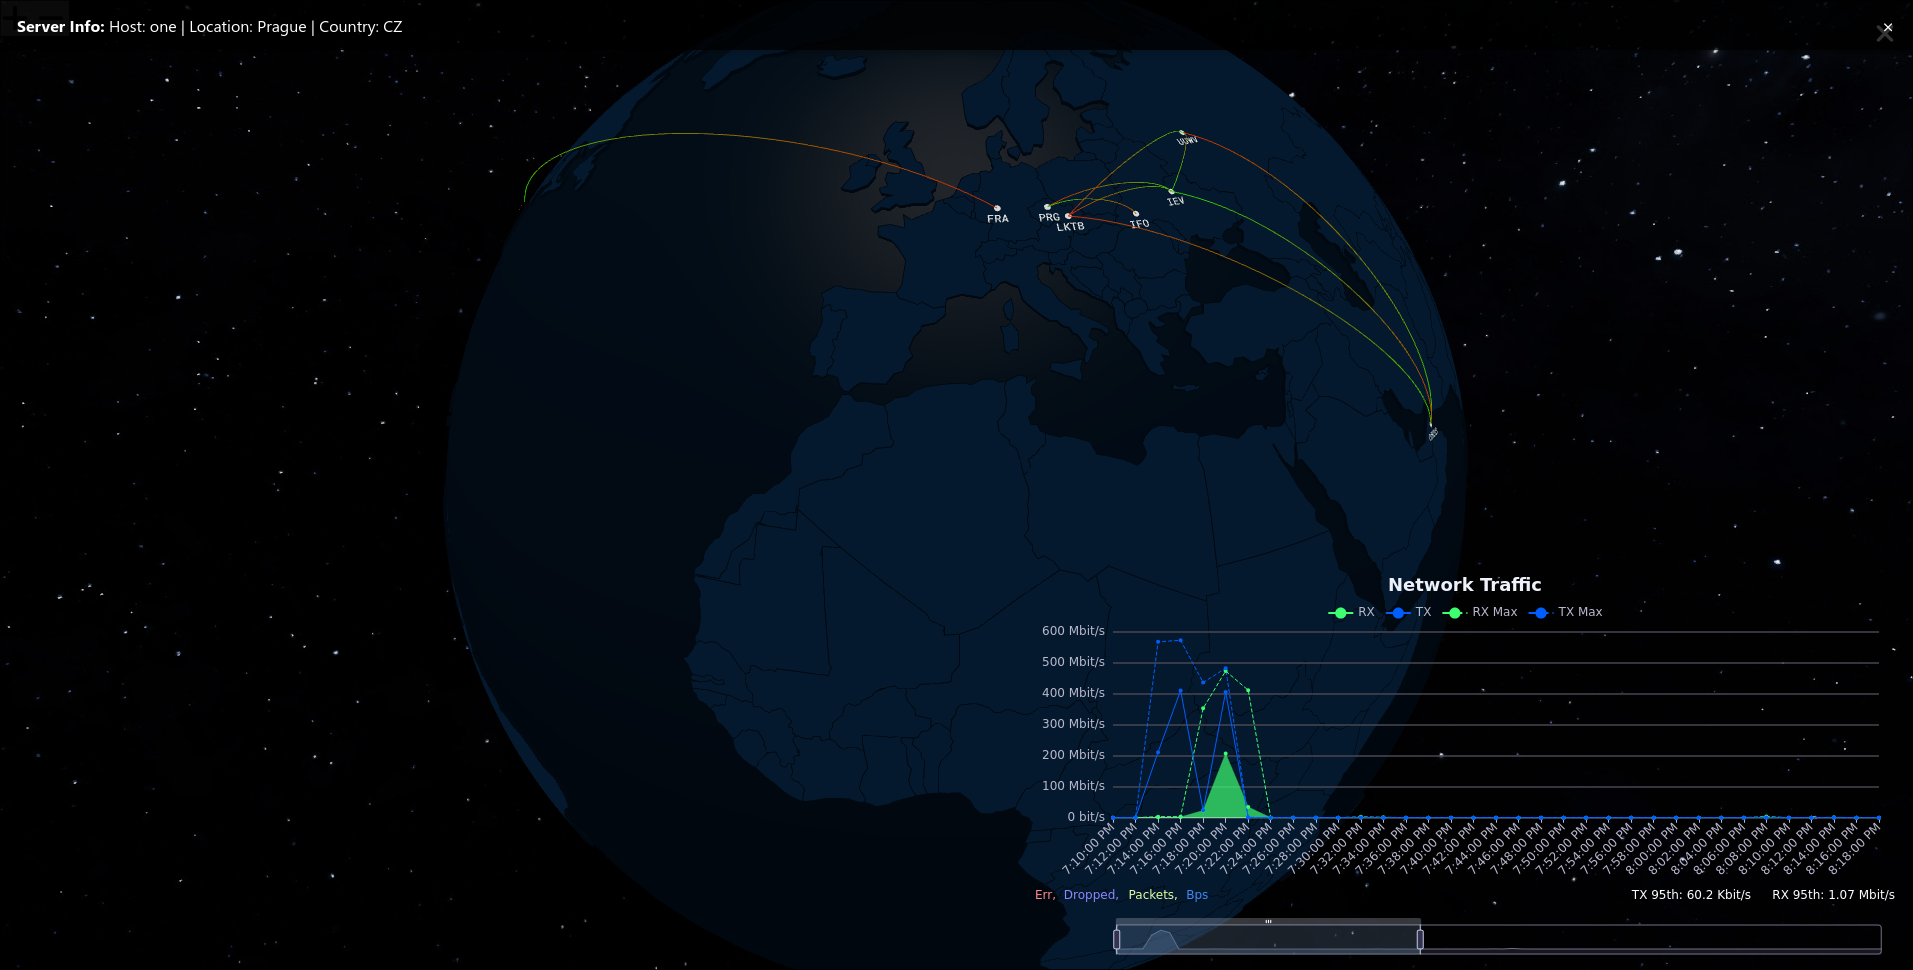 Server Info: Host: one | Location: Prague | Country: CZ
×
UUWV
IEV
FRA
PRG
IFO
LKTB
Network Traffic
RX TX RX Max TX Max
600 Mbit/s
500 Mbit/s
400 Mbit/s
300 Mbit/s
200 Mbit/s
100 Mbit/s
0 bit/s
7:10:00 PM
7:12:00 PM
7:14:00 PM
7:16:00 PM
7:18:00 PM
7:20:00 PM
7:22:00 PM
7:24:00 PM
7:26:00 PM
7:28:00 PM
7:30:00 PM
7:32:00 PM
7:34:00 PM
7:36:00 PM
7:38:00 PM
7:40:00 PM
7:42:00 PM
7:44:00 PM
7:46:00 PM
7:48:00 PM
7:50:00 PM
7:52:00 PM
7:54:00 PM
7:56:00 PM
7:58:00 PM
8:00:00 PM
8:02:00 PM
8:04:00 PM
8:06:00 PM
8:08:00 PM
8:10:00 PM
8:12:00 PM
8:14:00 PM
8:16:00 PM
8:18:00 PM
Err, Dropped, Packets, Bps
TX 95th: 60.2 Kbit/s RX 95th: 1.07 Mbit/s